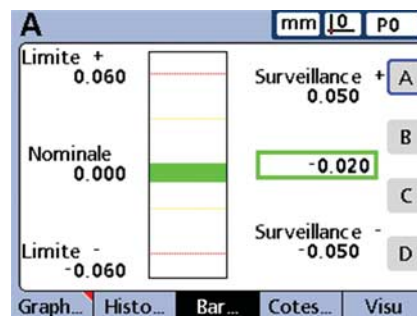 A mm 0 P0
Limite +
0.060
Surveillance + A
0.050
B
Nominale
0.000
-0.020
C
Surveillance -
-0.050
D
Limite -
-0.060
Graph... Histo... Bar... Cotes... Visu